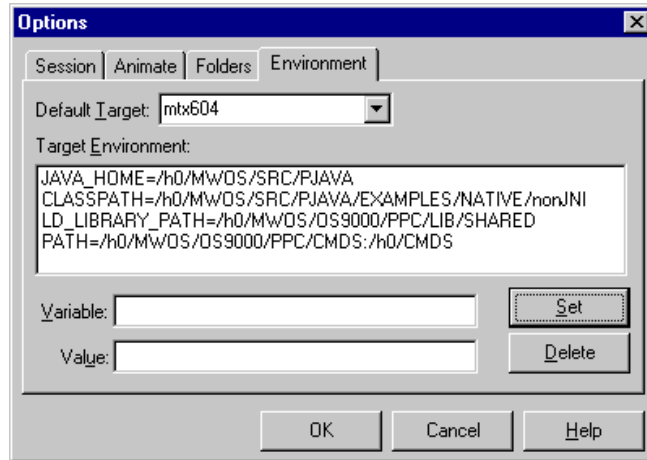 Options
Session Animate Folders Environment
Default Target: mtx604
Target Environment:
JAVA_HOME=/h0/MWOS/SRC/PJAVA
CLASSPATH=/h0/MWOS/SRC/PJAVA/EXAMPLES/NATIVE/nonJNI
LD_LIBRARY_PATH=/h0/MWOS/OS9000/PPC/LIB/SHARED
PATH=/h0/MWOS/OS9000/PPC/CMDS:/h0/CMDS
Variable: Set
Value: Delete
OK Cancel Help